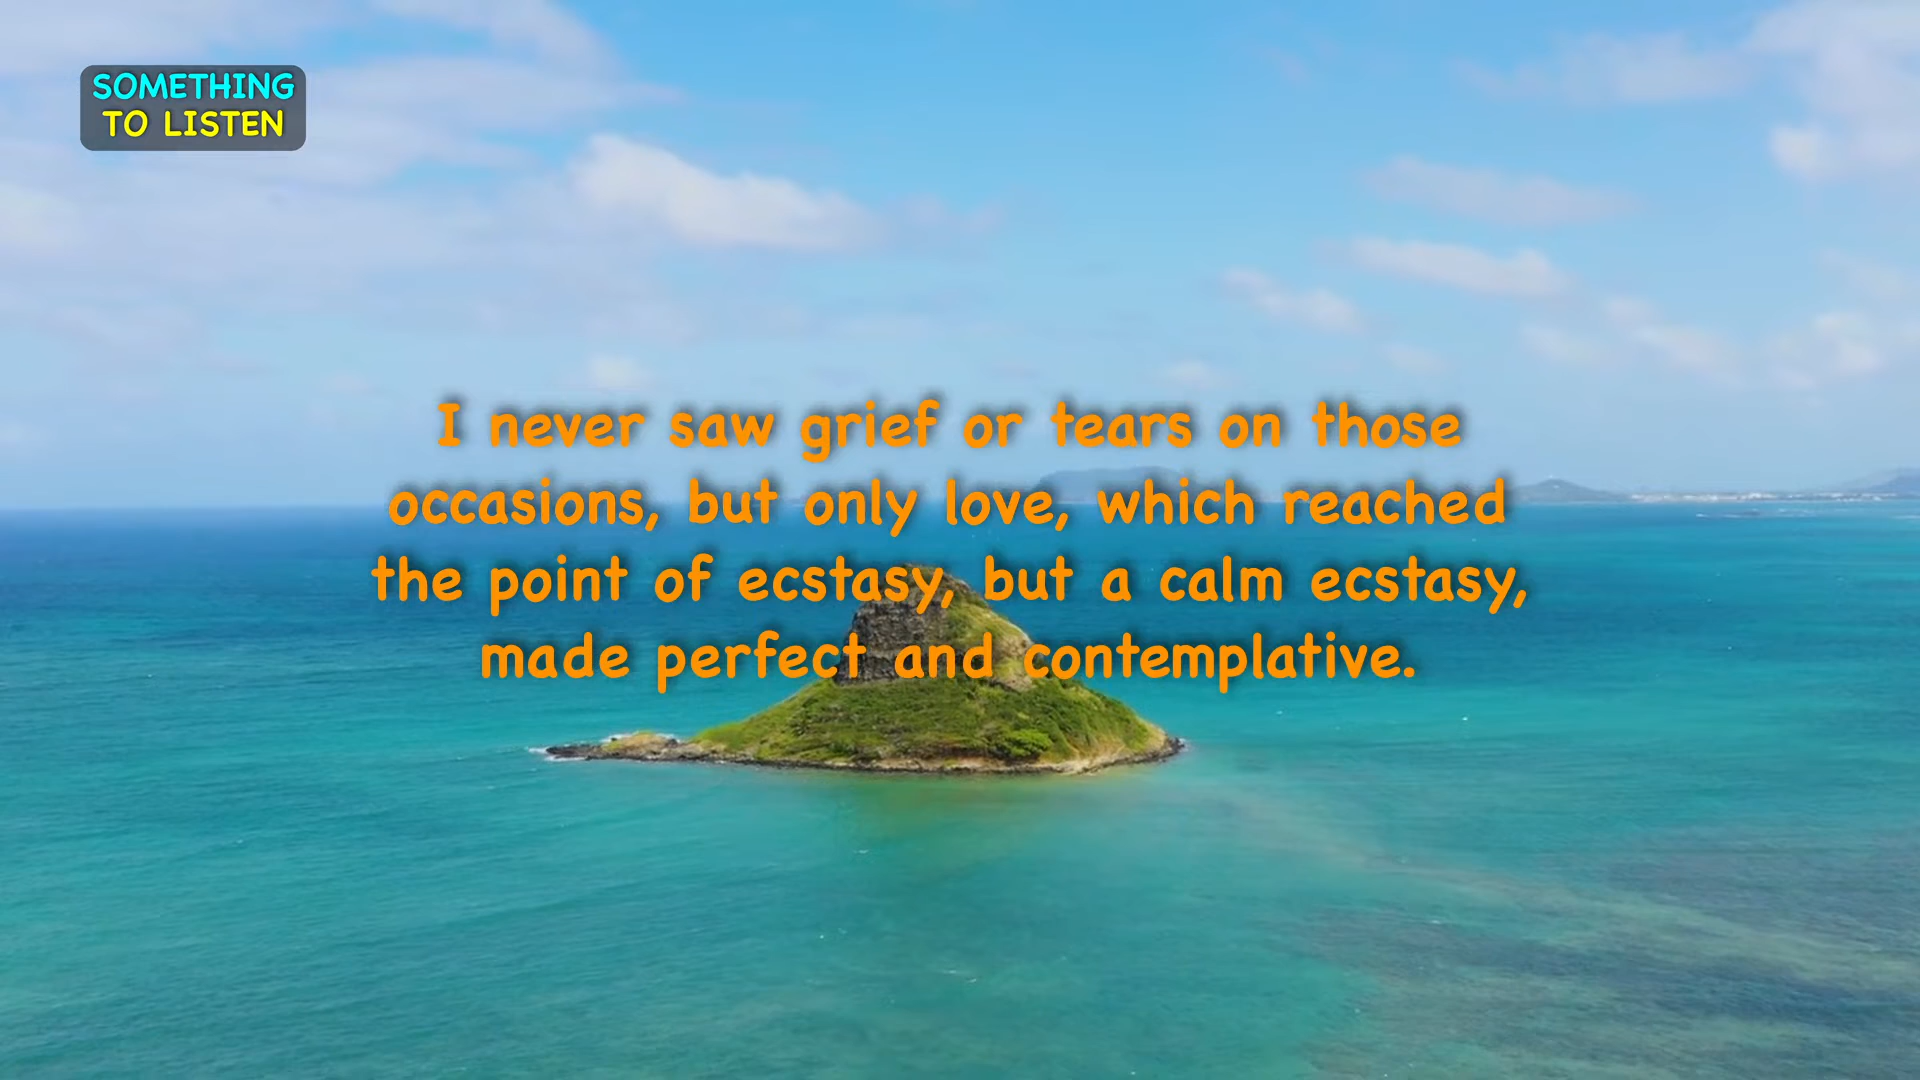 SOMETHING
TO LISTEN
I never saw grief or tears on those
occasions, but only love, which reached
the point of ecstasy, but a calm ecstasy,
made perfect and contemplative.